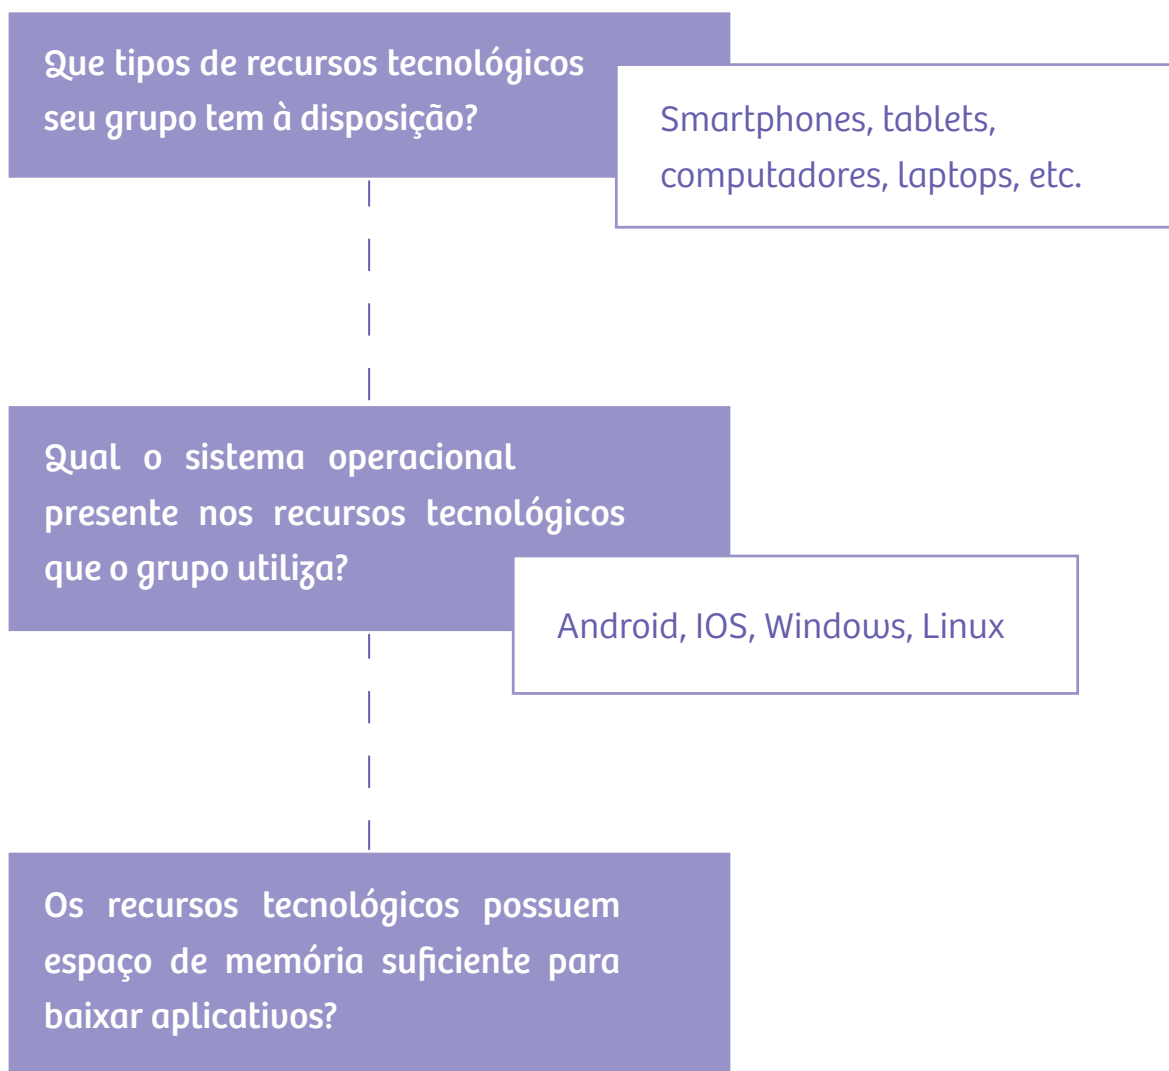 Que tipos de recursos tecnológicos
seu grupo tem à disposição?
Smartphones, tablets,
computadores, laptops, etc.
Qual o sistema operacional
presente nos recursos tecnológicos
que o grupo utiliza?
Android, IOS, Windows, Linux
Os recursos tecnológicos possuem
espaço de memória suficiente para
baixar aplicativos?